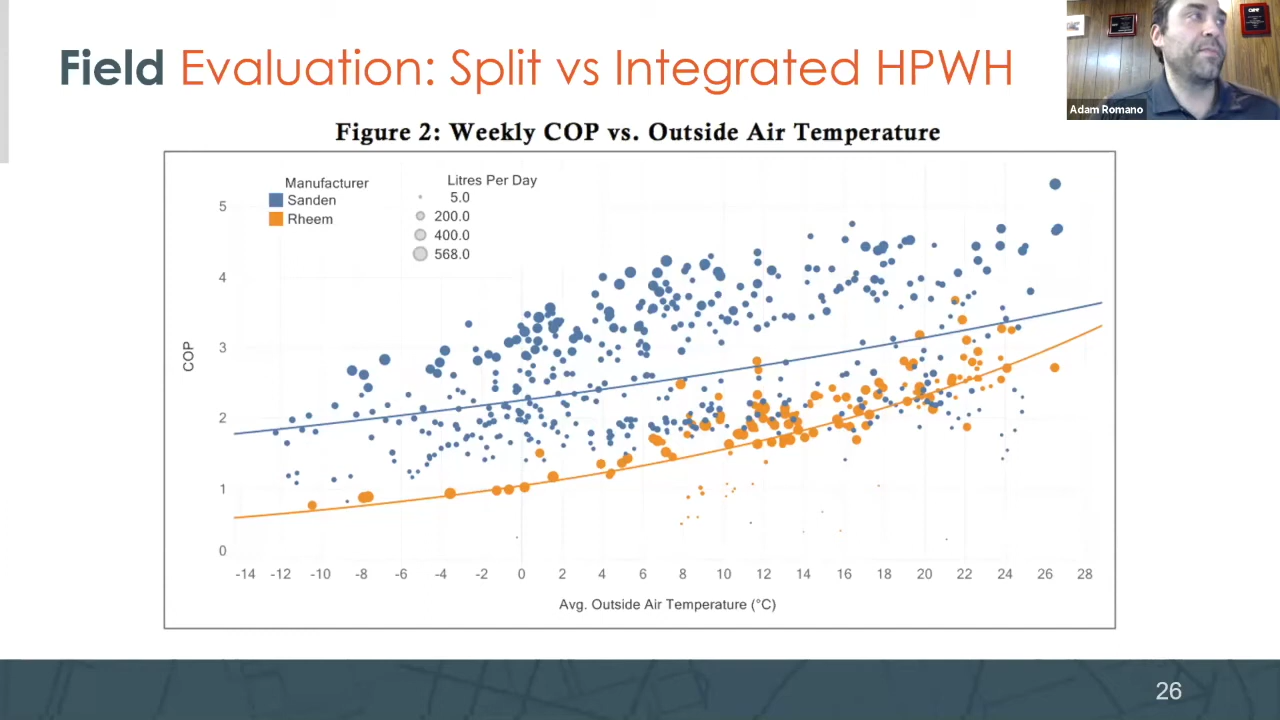 Field Evaluation: Split vs Integrated HPWH
Adam Romano
Figure 2: Weekly COP vs. Outside Air Temperature
Manufacturer
Sanden
Rheem
Litres Per Day
5.0
200.0
400.0
568.0
COP
5
4
3
2
1
0
-14 -12 -10 -8 -6 -4 -2 0 2 4 6 8 10 12 14 16 18 20 22 24 26 28
Avg. Outside Air Temperature (°C)
26